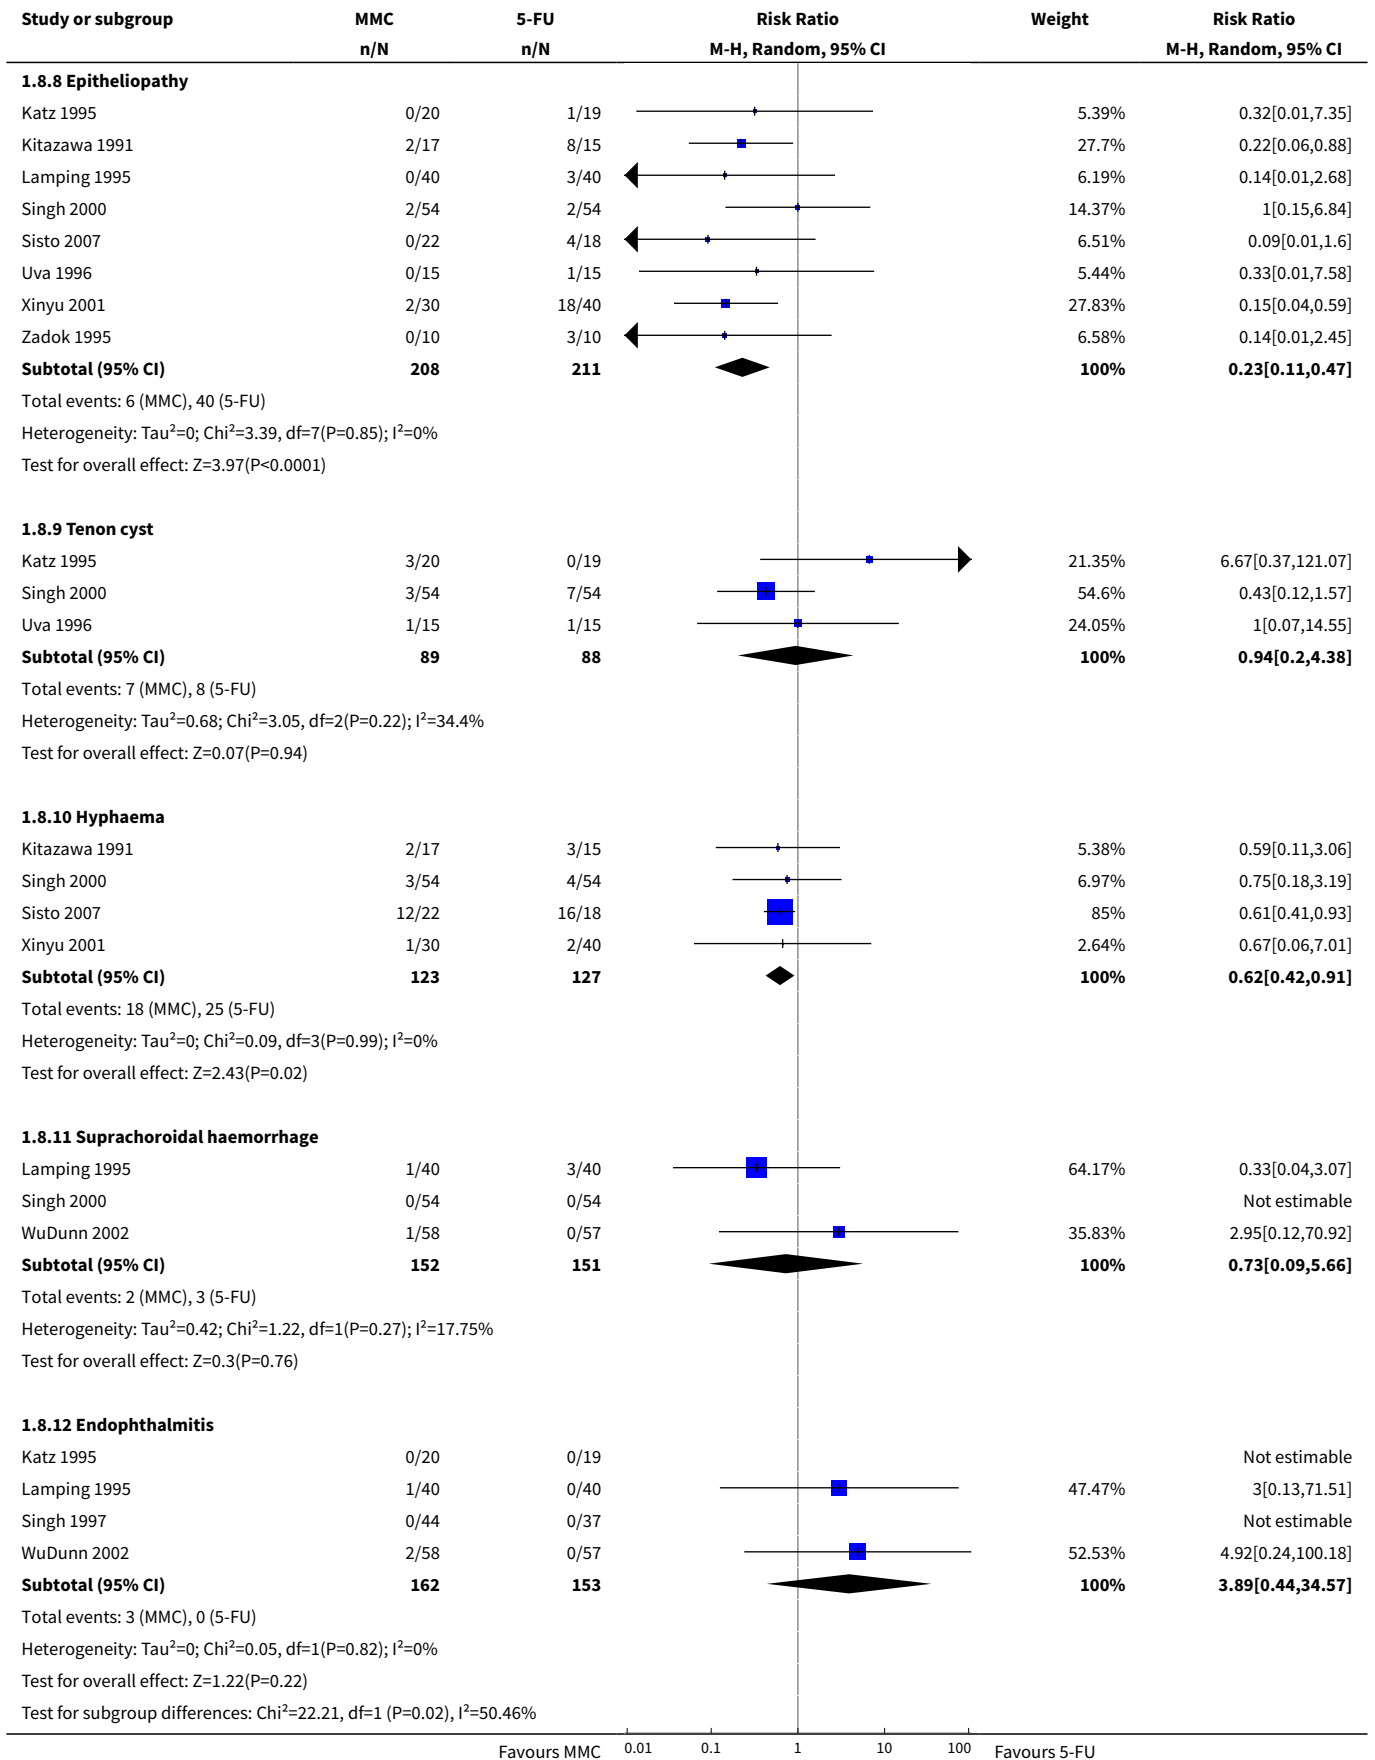 Study or subgroup MMC 5-FU Risk Ratio Weight Risk Ratio
n/N n/N M-H, Random, 95% CI M-H, Random, 95% CI
1.8.8 Epitheliopathy
Katz 1995 0/20 1/19 5.39% 0.32[0.01,7.35]
Kitazawa 1991 2/17 8/15 27.7% 0.22[0.06,0.88]
Lamping 1995 0/40 3/40 6.19% 0.14[0.01,2.68]
Singh 2000 2/54 2/54 14.37% 1[0.15,6.84]
Sisto 2007 0/22 4/18 6.51% 0.09[0.01,1.6]
Uva 1996 0/15 1/15 5.44% 0.33[0.01,7.58]
Xinyu 2001 2/30 18/40 27.83% 0.15[0.04,0.59]
Zadok 1995 0/10 3/10 6.58% 0.14[0.01,2.45]
Subtotal (95% CI) 208 211 100% 0.23[0.11,0.47]
Total events: 6 (MMC), 40 (5-FU)
Heterogeneity: Tau²=0; Chi²=3.39, df=7(P=0.85); I²=0%
Test for overall effect: Z=3.97(P<0.0001)
1.8.9 Tenon cyst
Katz 1995 3/20 0/19 21.35% 6.67[0.37,121.07]
Singh 2000 3/54 7/54 54.6% 0.43[0.12,1.57]
Uva 1996 1/15 1/15 24.05% 1[0.07,14.55]
Subtotal (95% CI) 89 88 100% 0.94[0.2,4.38]
Total events: 7 (MMC), 8 (5-FU)
Heterogeneity: Tau²=0.68; Chi²=3.05, df=2(P=0.22); I²=34.4%
Test for overall effect: Z=0.07(P=0.94)
1.8.10 Hyphaema
Kitazawa 1991 2/17 3/15 5.38% 0.59[0.11,3.06]
Singh 2000 3/54 4/54 6.97% 0.75[0.18,3.19]
Sisto 2007 12/22 16/18 85% 0.61[0.41,0.93]
Xinyu 2001 1/30 2/40 2.64% 0.67[0.06,7.01]
Subtotal (95% CI) 123 127 100% 0.62[0.42,0.91]
Total events: 18 (MMC), 25 (5-FU)
Heterogeneity: Tau²=0; Chi²=0.09, df=3(P=0.99); I²=0%
Test for overall effect: Z=2.43(P=0.02)
1.8.11 Suprachoroidal haemorrhage
Lamping 1995 1/40 3/40 64.17% 0.33[0.04,3.07]
Singh 2000 0/54 0/54 Not estimable
WuDunn 2002 1/58 0/57 35.83% 2.95[0.12,70.92]
Subtotal (95% CI) 152 151 100% 0.73[0.09,5.66]
Total events: 2 (MMC), 3 (5-FU)
Heterogeneity: Tau²=0.42; Chi²=1.22, df=1(P=0.27); I²=17.75%
Test for overall effect: Z=0.3(P=0.76)
1.8.12 Endophthalmitis
Katz 1995 0/20 0/19 Not estimable
Lamping 1995 1/40 0/40 47.47% 3[0.13,71.51]
Singh 1997 0/44 0/37 Not estimable
WuDunn 2002 2/58 0/57 52.53% 4.92[0.24,100.18]
Subtotal (95% CI) 162 153 100% 3.89[0.44,34.57]
Total events: 3 (MMC), 0 (5-FU)
Heterogeneity: Tau²=0; Chi²=0.05, df=1(P=0.82); I²=0%
Test for overall effect: Z=1.22(P=0.22)
Test for subgroup differences: Chi²=22.21, df=1 (P=0.02), I²=50.46%
Favours MMC 0.01 0.1 1 10 100 Favours 5-FU